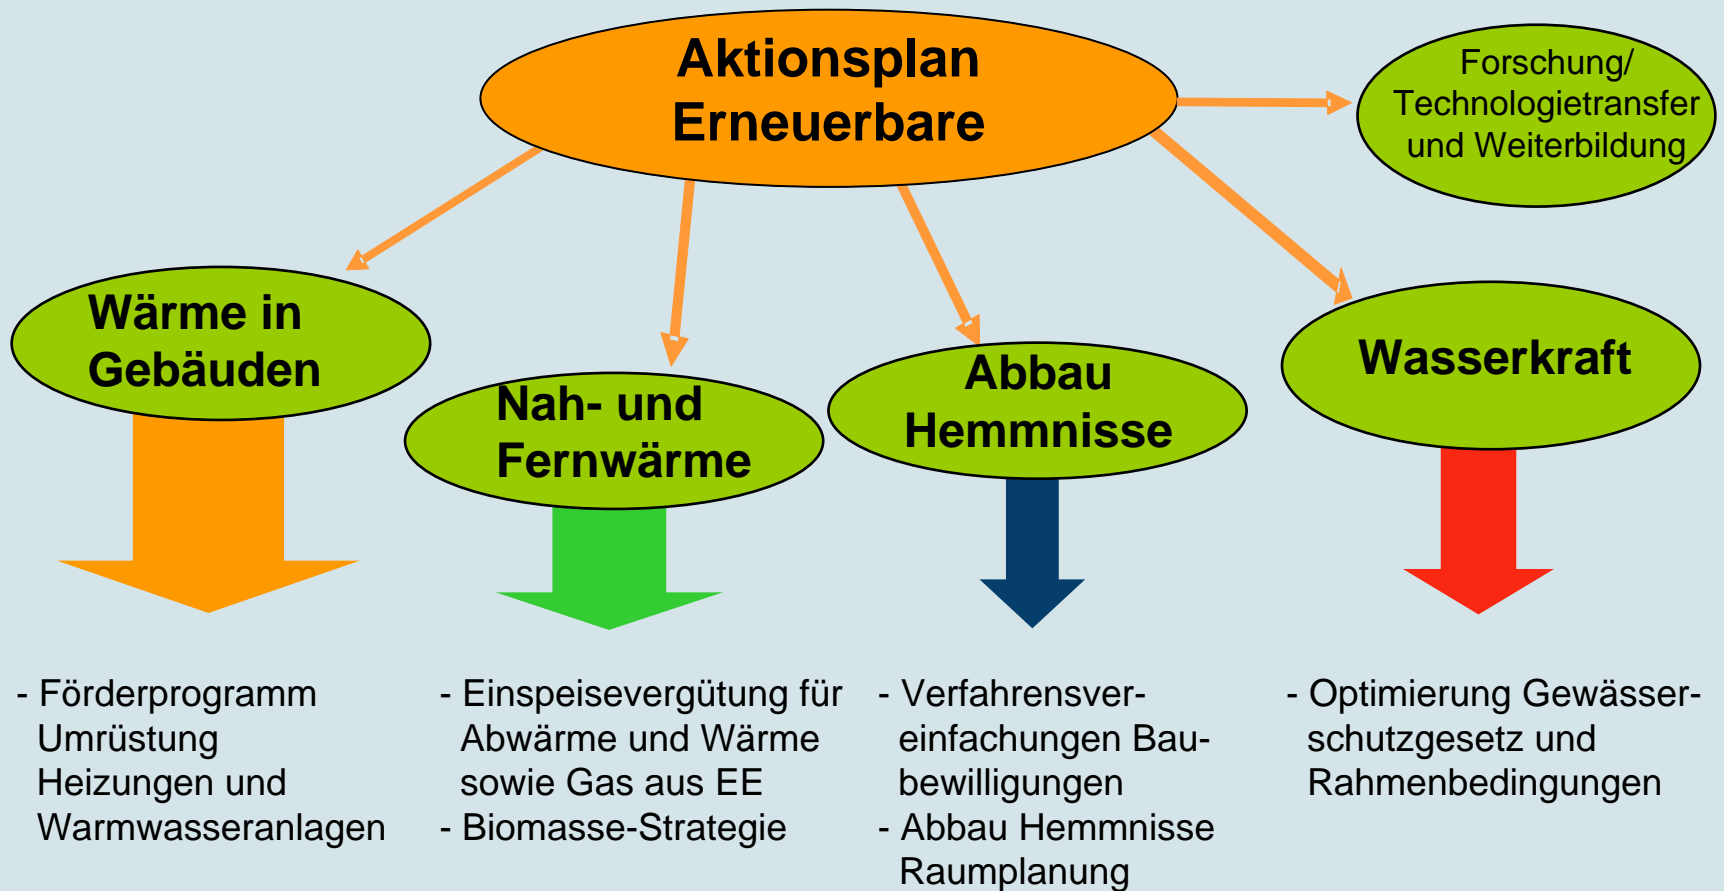 Aktionsplan
Erneuerbare
Forschung/
Technologietransfer
und Weiterbildung
Wärme in
Gebäuden
Nah- und
Fernwärme
Abbau
Hemmnisse
Wasserkraft
- Förderprogramm
Umrüstung
Heizungen und
Warmwasseranlagen
- Einspeisevergütung für
Abwärme und Wärme
sowie Gas aus EE
- Biomasse-Strategie
- Verfahrensver-
einfachungen Bau-
bewilligungen
- Abbau Hemmnisse
Raumplanung
- Optimierung Gewässer-
schutzgesetz und
Rahmenbedingungen